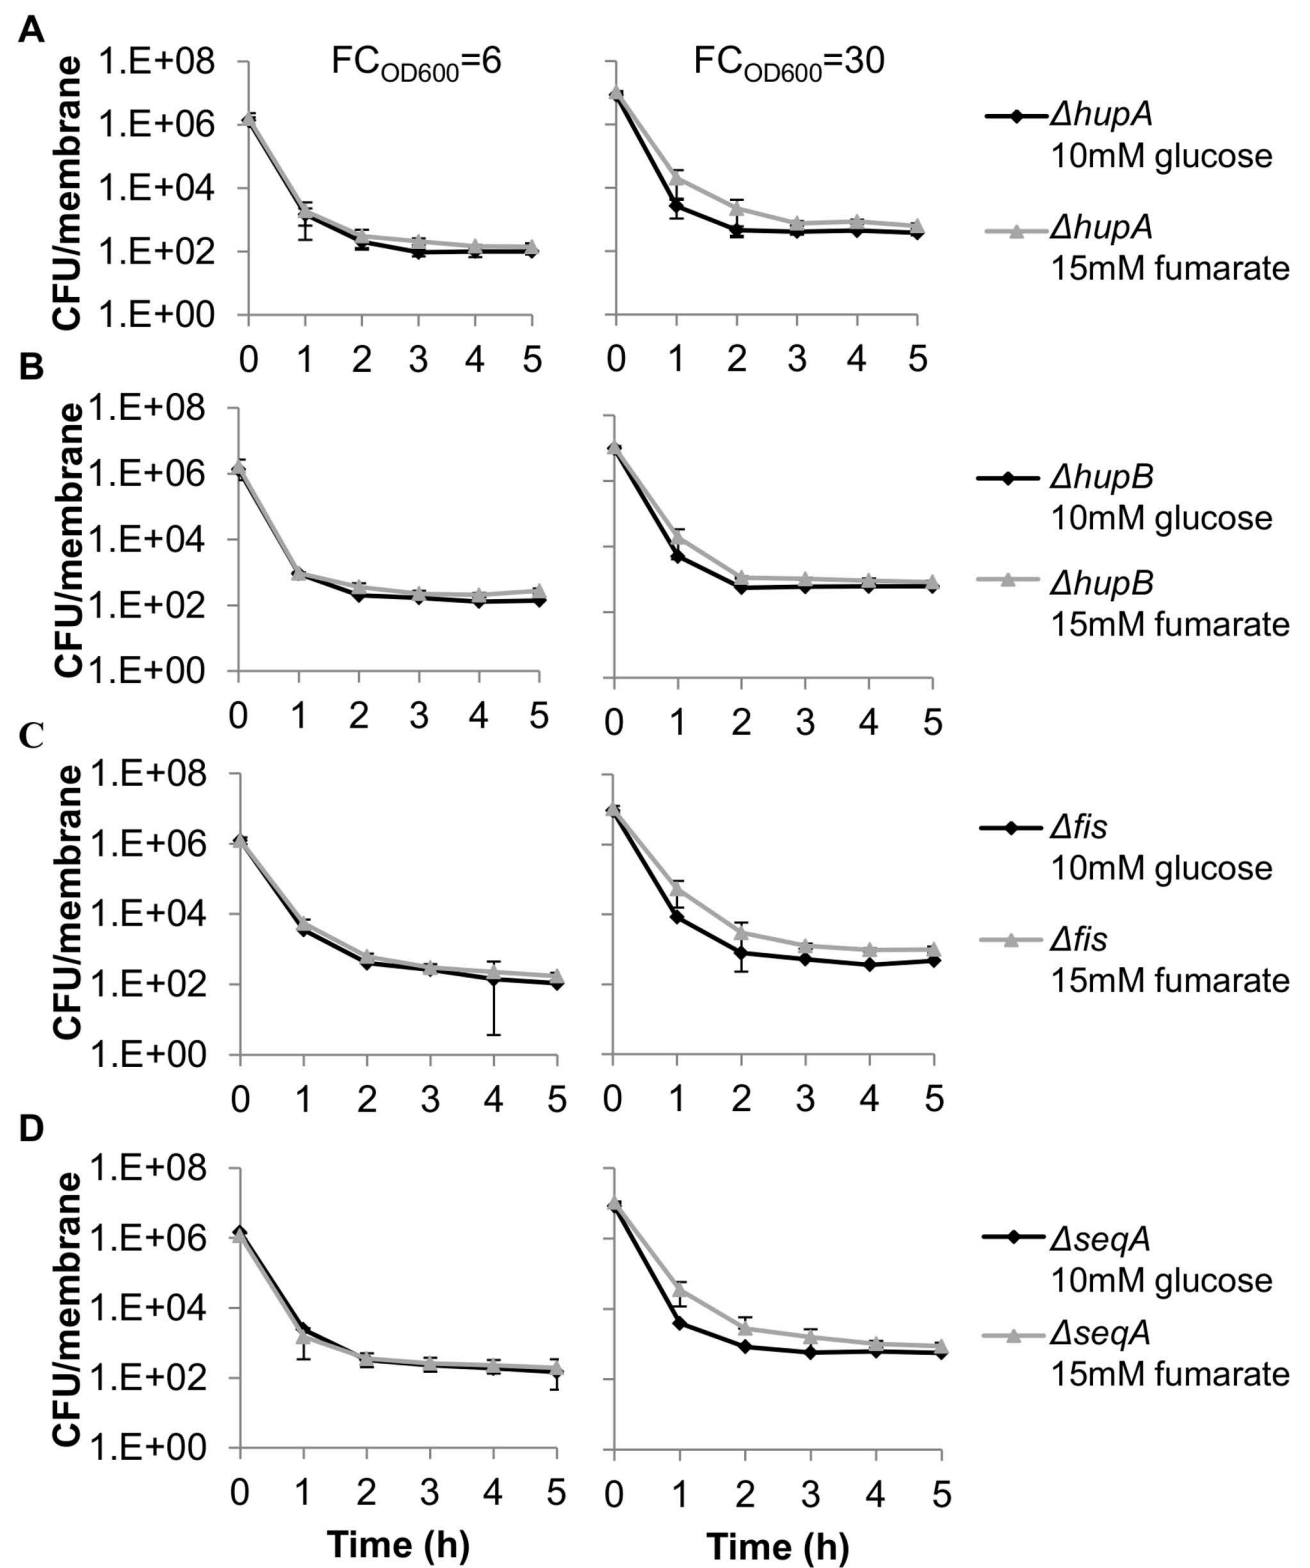 A
FC_OD600=6
FC_OD600=30
CFU/membrane
1.E+08
1.E+06
1.E+04
1.E+02
1.E+00
0 1 2 3 4 5
0 1 2 3 4 5
ΔhupA
10mM glucose
ΔhupA
15mM fumarate
B
CFU/membrane
1.E+08
1.E+06
1.E+04
1.E+02
1.E+00
0 1 2 3 4 5
0 1 2 3 4 5
ΔhupB
10mM glucose
ΔhupB
15mM fumarate
C
CFU/membrane
1.E+08
1.E+06
1.E+04
1.E+02
1.E+00
0 1 2 3 4 5
0 1 2 3 4 5
Δfis
10mM glucose
Δfis
15mM fumarate
D
CFU/membrane
1.E+08
1.E+06
1.E+04
1.E+02
1.E+00
0 1 2 3 4 5
0 1 2 3 4 5
Time (h)
Time (h)
ΔseqA
10mM glucose
ΔseqA
15mM fumarate